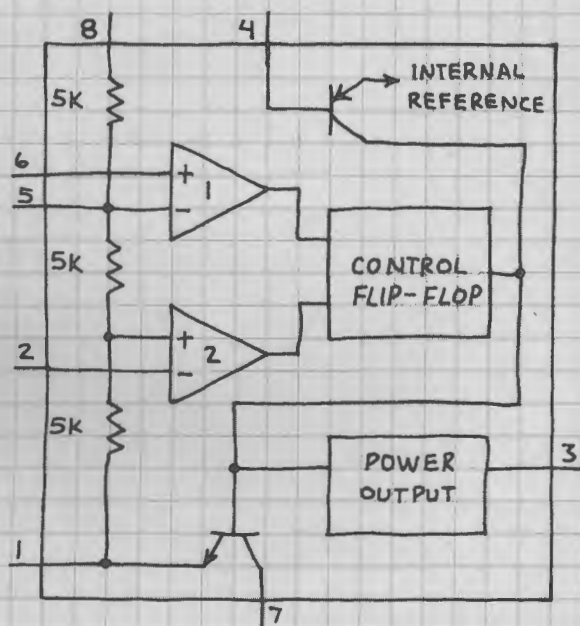 8
4
5K
INTERNAL
REFERENCE
6
+
1
5
-
5K
CONTROL
FLIP-FLOP
+
2
2
-
5K
POWER
OUTPUT
3
1
7